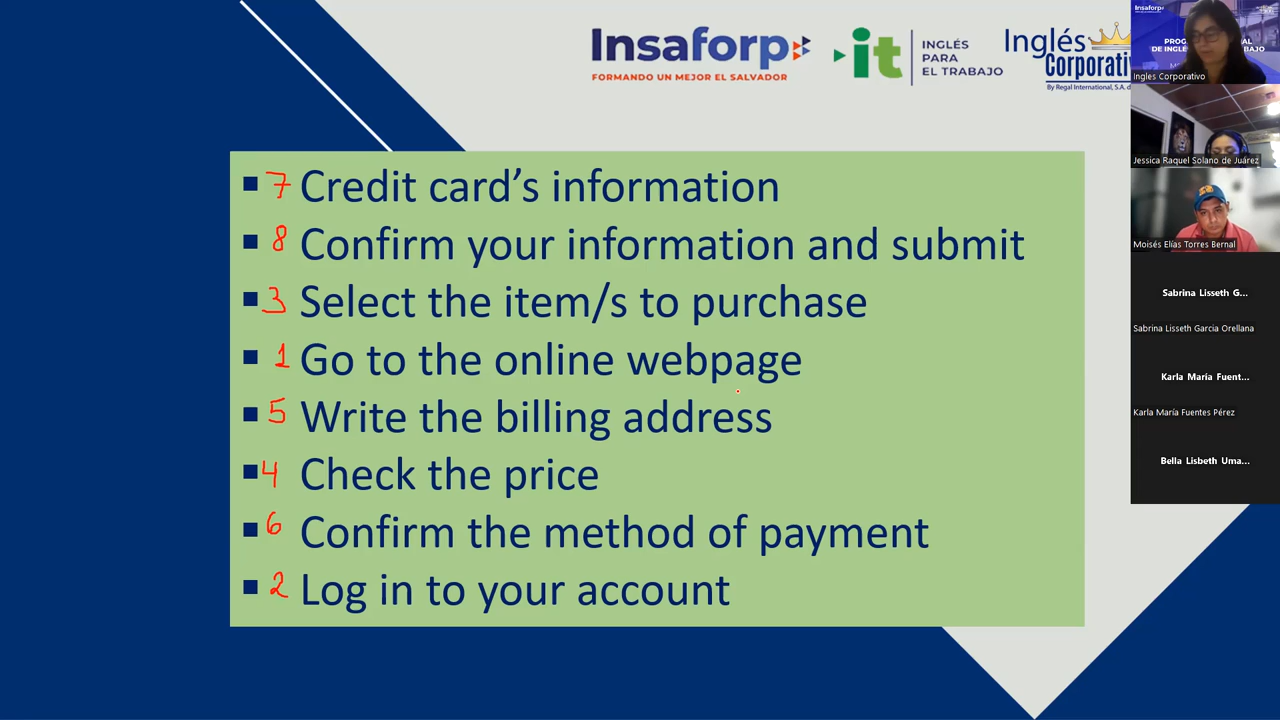 Insaforp
FORMANDO UN MEJOR EL SALVADOR
it
INGLÉS
PARA
EL TRABAJO
Inglés
Corporativ
By Regal International, S.A. d
7 Credit card's information
8 Confirm your information and submit
3 Select the item/s to purchase
1 Go to the online webpage
5 Write the billing address
4 Check the price
6 Confirm the method of payment
2 Log in to your account
Insaforp
Ingles Corporativo
Jessica Raquel Solano de Juárez
Moisés Elías Torres Bernal
Sabrina Lisseth G...
Sabrina Lisseth Garcia Orellana
Karla María Fuent...
Karla María Fuentes Pérez
Bella Lisbeth Uma...